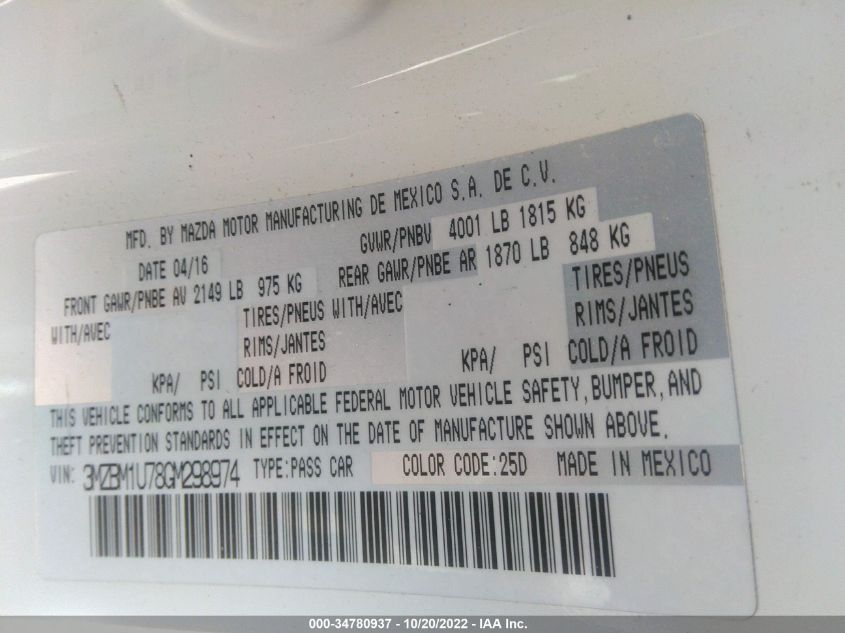 MFD. BY MAZDA MOTOR MANUFACTURING DE MEXICO S.A. DE C.V.
DATE 04/16 GVWR/PNBV 4001 LB 1815 KG
FRONT GAWR/PNBE AV 2149 LB 975 KG REAR GAWR/PNBE AR 1870 LB 848 KG
WITH/AVEC TIRES/PNEUS WITH/AVEC TIRES/PNEUS
RIMS/JANTES RIMS/JANTES
KPA/ PSI COLD/A FROID KPA/ PSI COLD/A FROID
THIS VEHICLE CONFORMS TO ALL APPLICABLE FEDERAL MOTOR VEHICLE SAFETY, BUMPER, AND
THEFT PREVENTION STANDARDS IN EFFECT ON THE DATE OF MANUFACTURE SHOWN ABOVE.
VIN: 3MZBM1U78GM298974 TYPE:PASS CAR COLOR CODE:25D MADE IN MEXICO
000-34780937 - 10/20/2022 - IAA Inc.